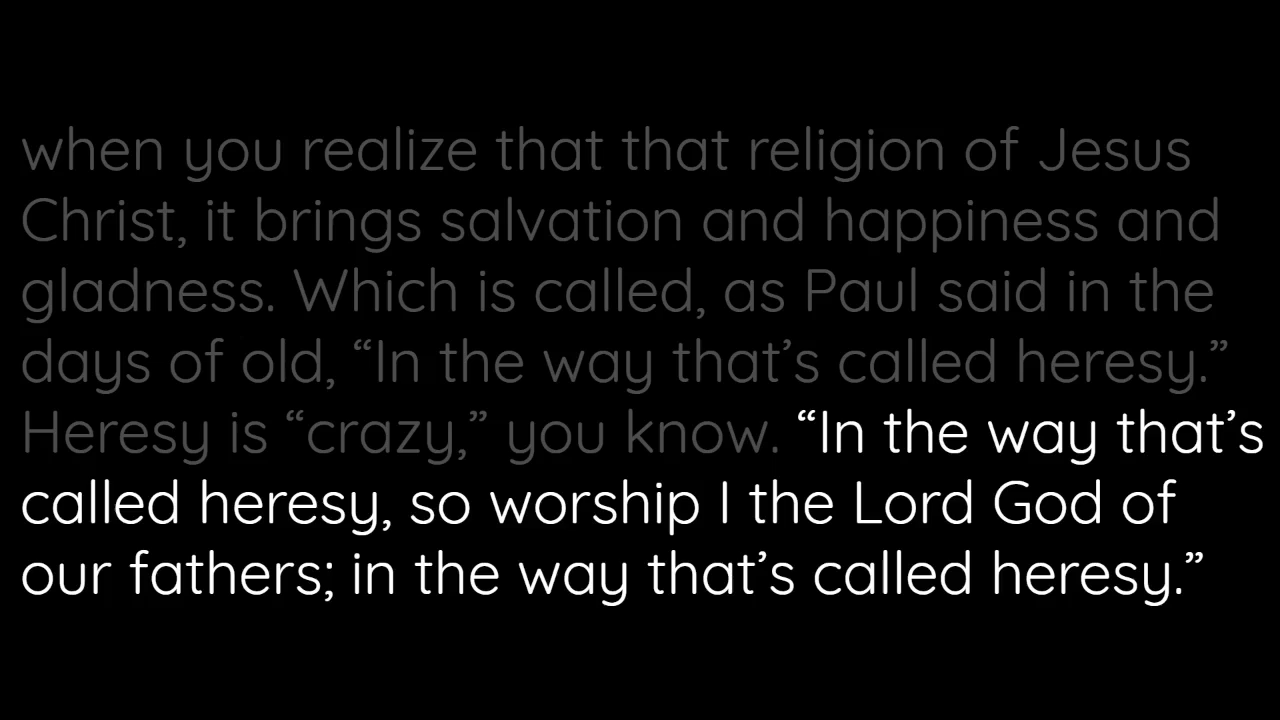 when you realize that that religion of Jesus
Christ, it brings salvation and happiness and
gladness. Which is called, as Paul said in the
days of old, “In the way that’s called heresy.”
Heresy is “crazy,” you know. “In the way that’s
called heresy, so worship I the Lord God of
our fathers; in the way that’s called heresy.”